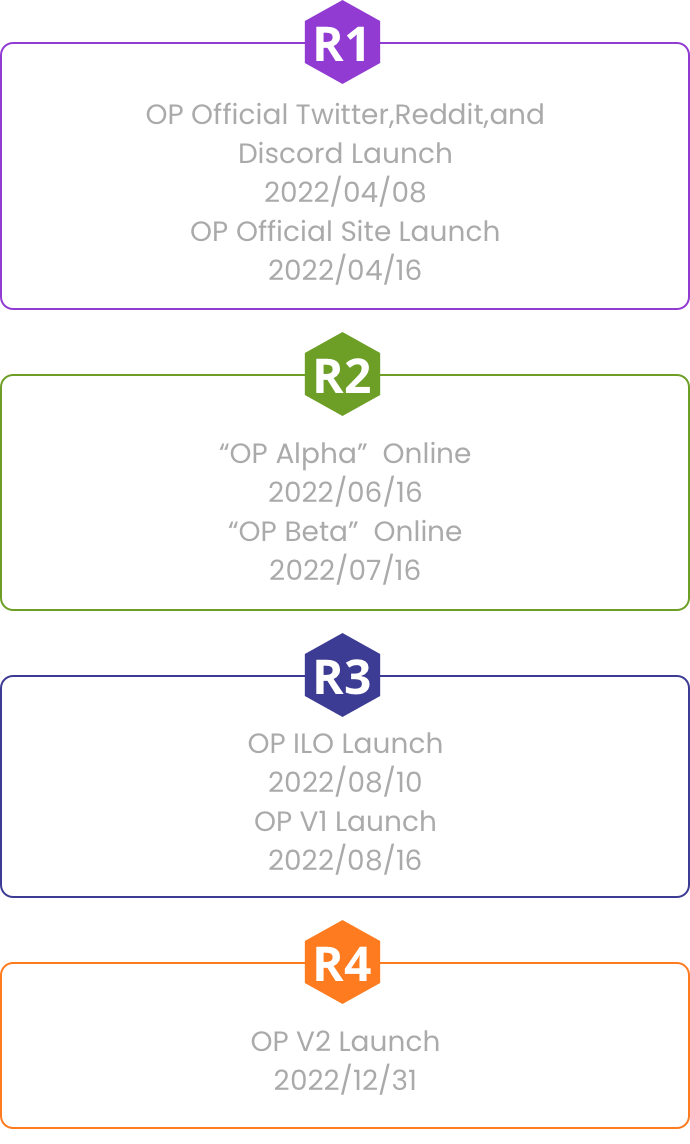 R1
OP Official Twitter,Reddit,and
Discord Launch
2022/04/08
OP Official Site Launch
2022/04/16
R2
“OP Alpha”  Online
2022/06/16
“OP Beta”  Online
2022/07/16
R3
OP ILO Launch
2022/08/10
OP V1 Launch
2022/08/16
R4
OP V2 Launch
2022/12/31